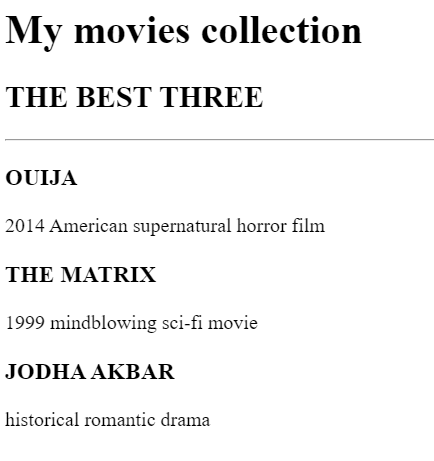 My movies collection
THE BEST THREE
OUIJA
2014 American supernatural horror film
THE MATRIX
1999 mindblowing sci-fi movie
JODHA AKBAR
historical romantic drama